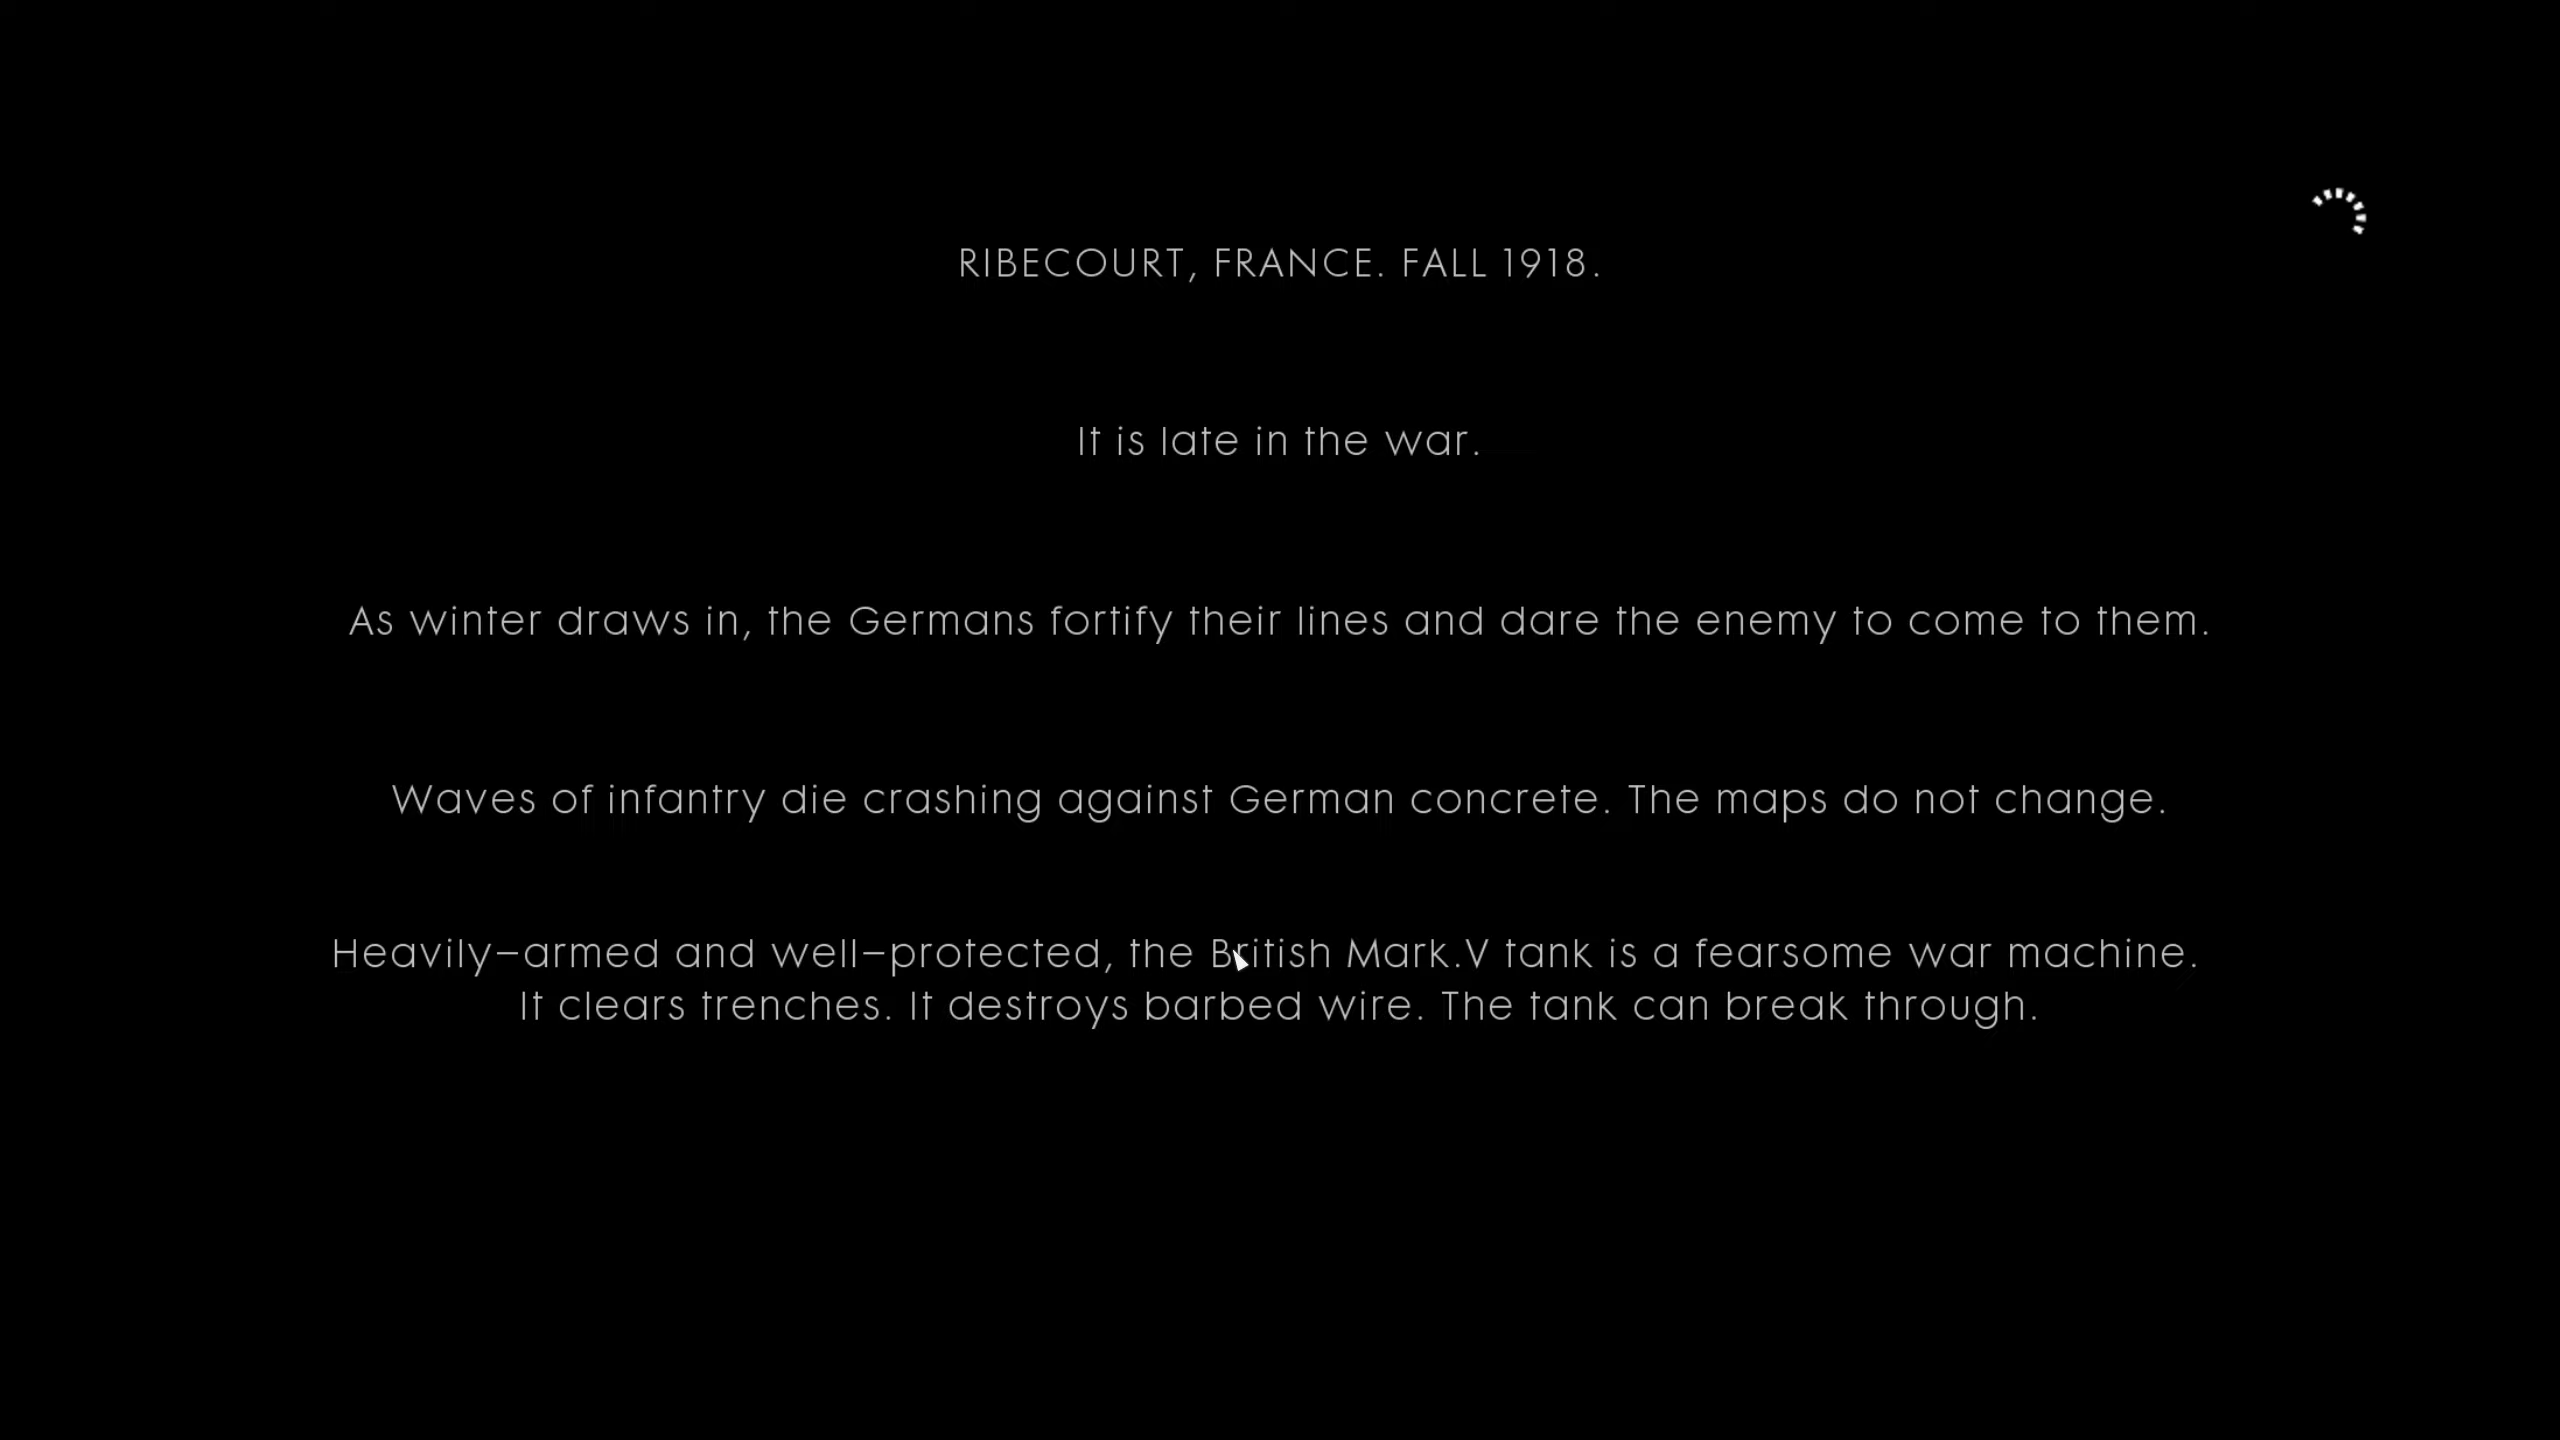 RIBECOURT, FRANCE. FALL 1918.
It is late in the war.
As winter draws in, the Germans fortify their lines and dare the enemy to come to them.
Waves of infantry die crashing against German concrete. The maps do not change.
Heavily-armed and well-protected, the British Mark.V tank is a fearsome war machine.
It clears trenches. It destroys barbed wire. The tank can break through.